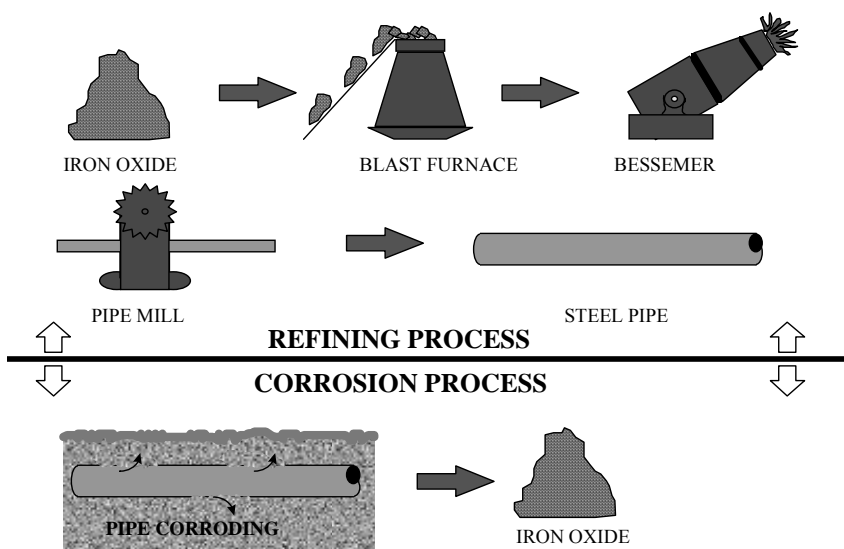 IRON OXIDE
BLAST FURNACE
BESSEMER
PIPE MILL
STEEL PIPE
REFINING PROCESS
CORROSION PROCESS
PIPE CORRODING
IRON OXIDE